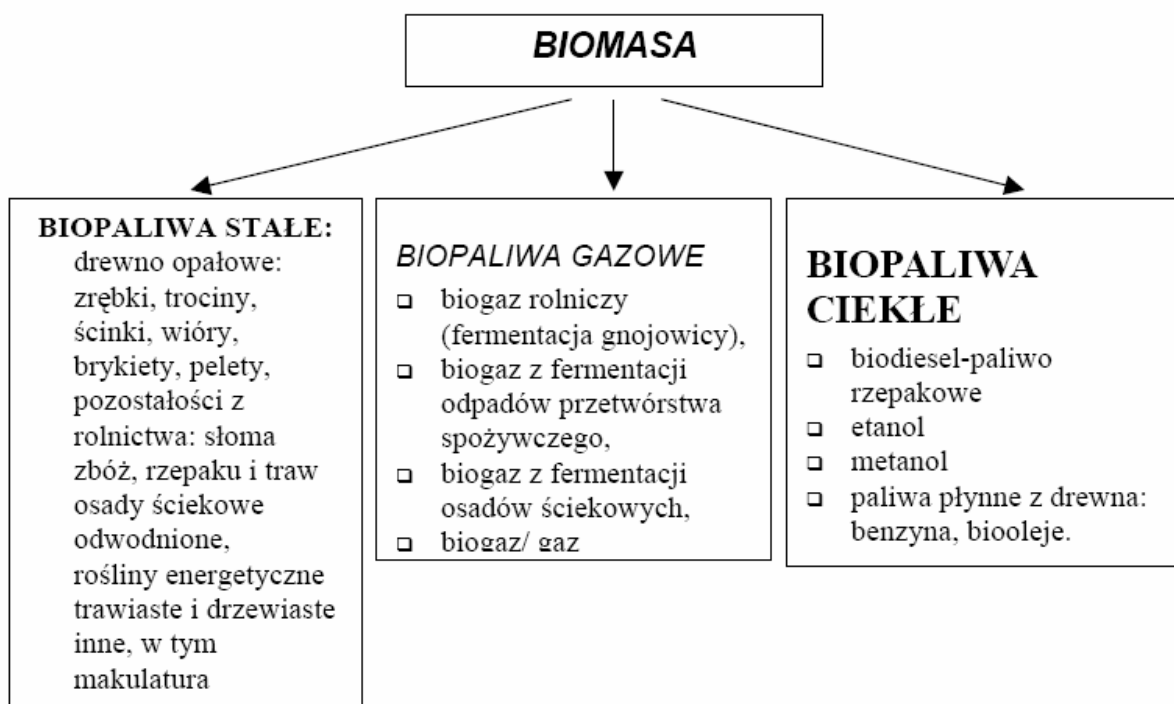 BIOMASA
BIOPALIWA STAŁE:
drewno opałowe:
zrębki, trociny,
ścinki, wióry,
brykiety, pelety,
pozostałości z
rolnictwa: słoma
zbóż, rzepaku i traw
osady ściekowe
odwodnione,
rośliny energetyczne
trawiaste i drzewiaste
inne, w tym
makulatura
BIOPALIWA GAZOWE
biogaz rolniczy
(fermentacja gnojowicy),
biogaz z fermentacji
odpadów przetwórstwa
spożywczego,
biogaz z fermentacji
osadów ściekowych,
biogaz/ gaz
BIOPALIWA
CIEKŁE
biodiesel-paliwo
rzepakowe
etanol
metanol
paliwa płynne z drewna:
benzyna, biooleje.